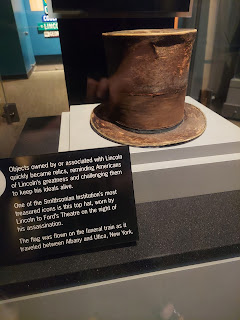 LINCOL
Objects owned by or associated with Lincoln
quickly became relics, reminding Americans
of Lincoln's greatness and challenging them
to keep his ideals alive.
One of the Smithsonian Institution's most
treasured icons is this top hat, worn by
Lincoln to Ford's Theatre on the night of
his assassination.
The flag was flown on the funeral train as it
traveled between Albany and Utica, New York.